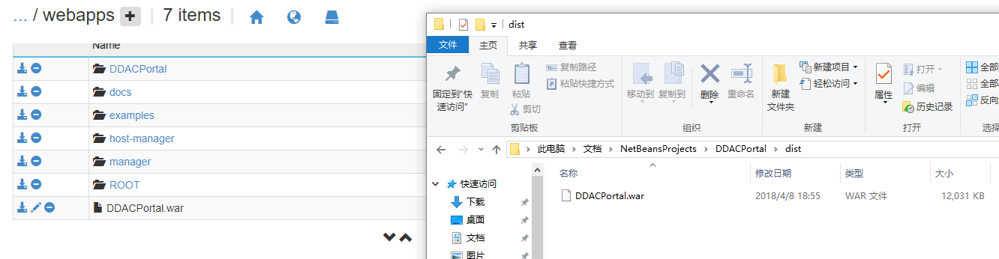 ... / webapps + | 7 items |
Name
DDACPortal
docs
examples
host-manager
manager
ROOT
DDACPortal.war
dist
文件 主页 共享 查看
固定到"快速访问"
复制
粘贴
复制路径
粘贴快捷方式
剪切
剪贴板
移动到 复制到 删除 重命名
组织
新建文件夹
新建项目
轻松访问
新建
属性
打开
编辑
历史记录
打开
全部
全部
反向
选择
此电脑 > 文档 > NetBeansProjects > DDACPortal > dist
快速访问
下载
桌面
文档
图片
名称 修改日期 类型 大小
DDACPortal.war 2018/4/8 18:55 WAR 文件 12,031 KB